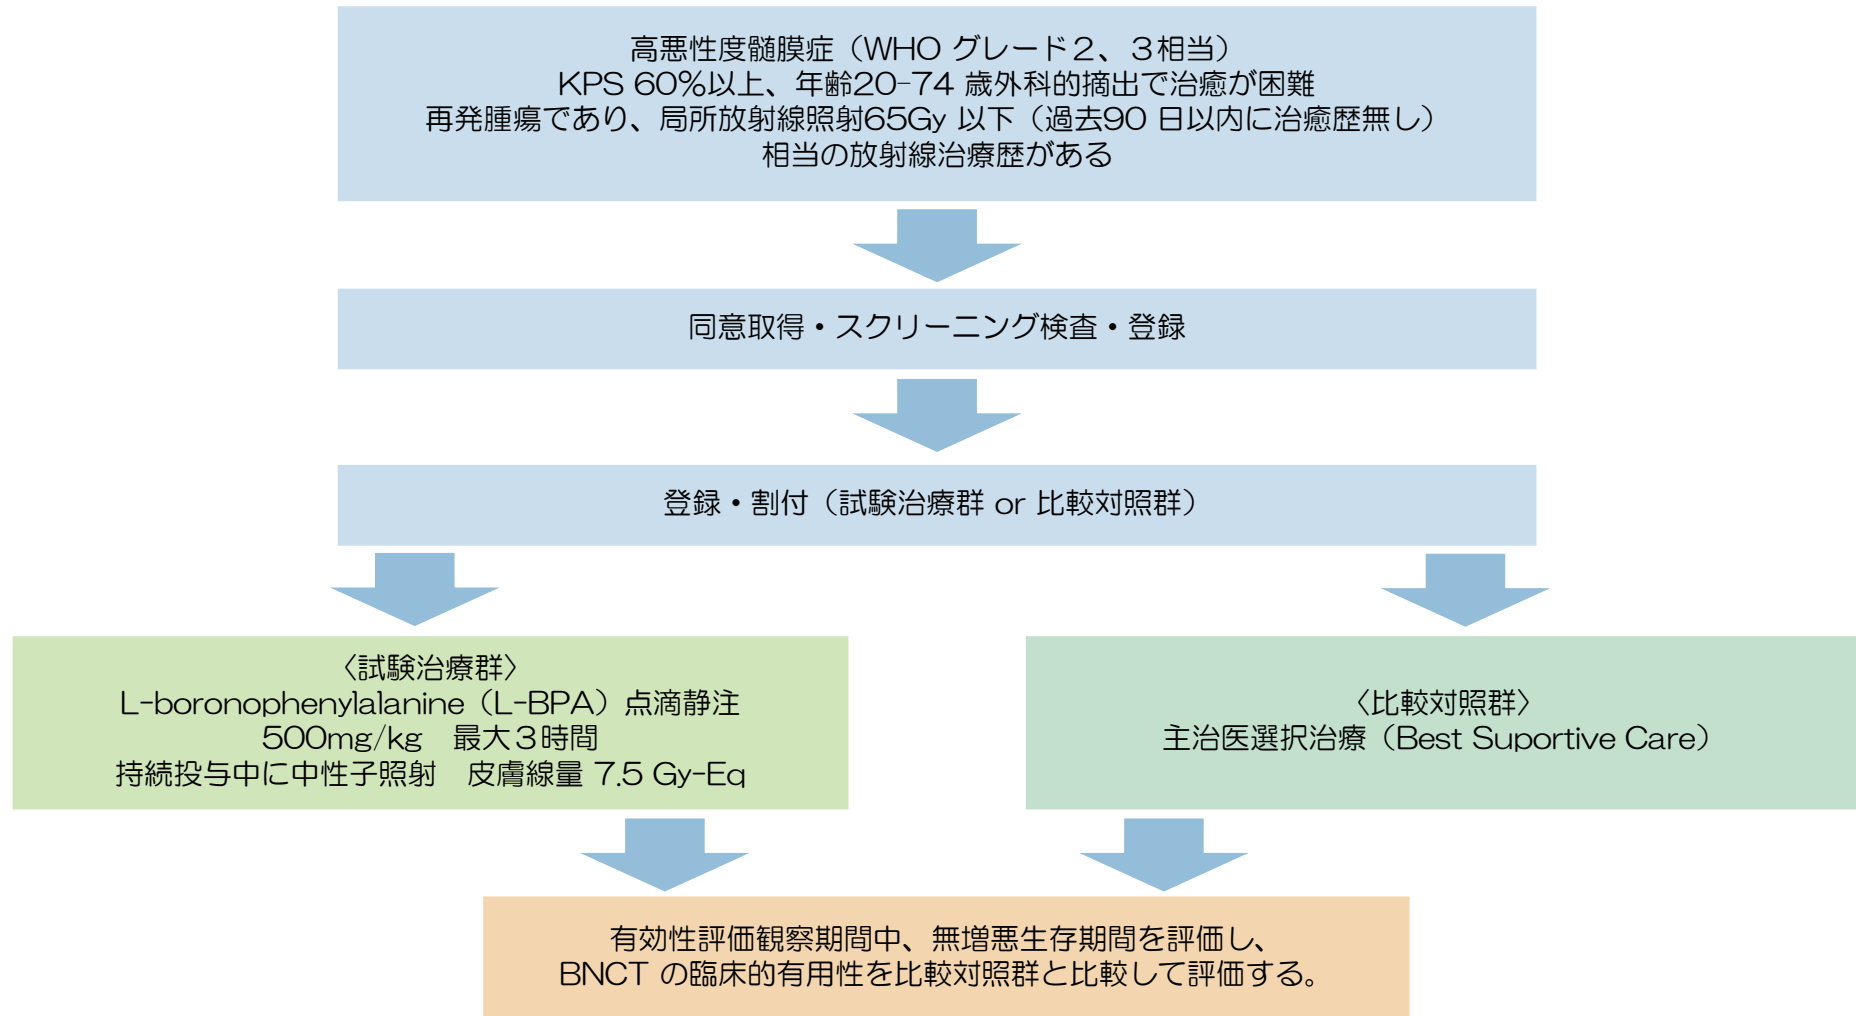 高悪性度髄膜症（WHO グレード２、３相当）
KPS 60％以上、年齢20-74 歳外科的摘出で治癒が困難
再発腫瘍であり、局所放射線照射65Gy 以下（過去90 日以内に治癒歴無し）
相当の放射線治療歴がある
同意取得・スクリーニング検査・登録
登録・割付（試験治療群 or 比較対照群）
〈試験治療群〉
L-boronophenylalanine（L-BPA）点滴静注
500mg/kg　最大３時間
持続投与中に中性子照射　皮膚線量 7.5 Gy-Eq
〈比較対照群〉
主治医選択治療（Best Suportive Care）
有効性評価観察期間中、無増悪生存期間を評価し、
BNCT の臨床的有用性を比較対照群と比較して評価する。